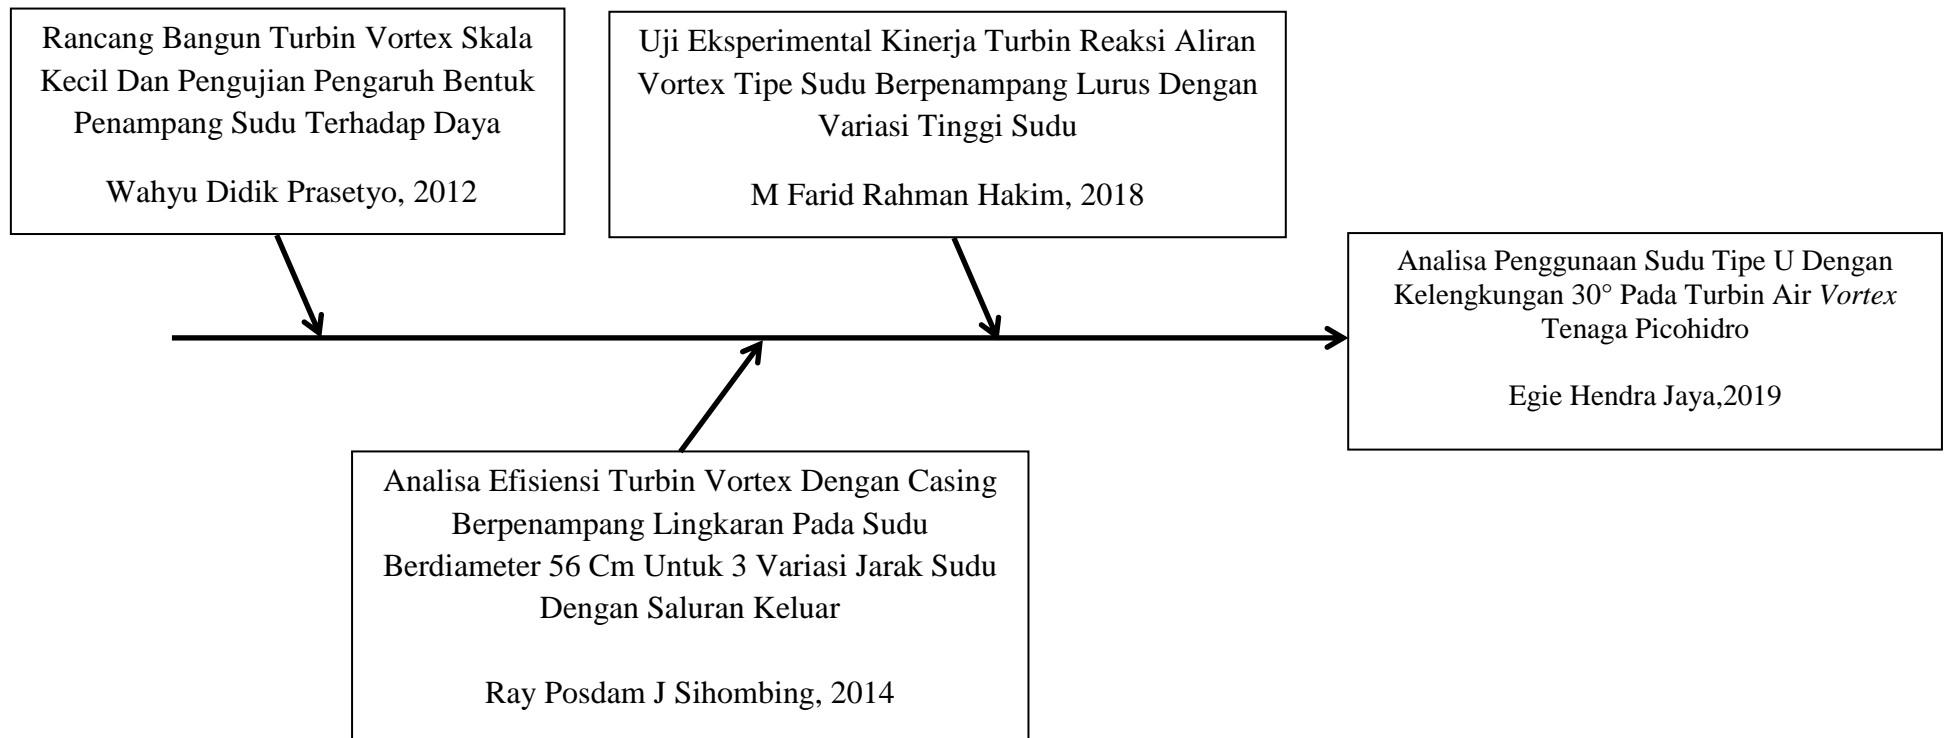 Rancang Bangun Turbin Vortex Skala
Kecil Dan Pengujian Pengaruh Bentuk
Penampang Sudu Terhadap Daya
Wahyu Didik Prasetyo, 2012
Uji Eksperimental Kinerja Turbin Reaksi Aliran
Vortex Tipe Sudu Berpenampang Lurus Dengan
Variasi Tinggi Sudu
M Farid Rahman Hakim, 2018
Analisa Penggunaan Sudu Tipe U Dengan
Kelengkungan 30° Pada Turbin Air Vortex
Tenaga Picohidro
Egie Hendra Jaya,2019
Analisa Efisiensi Turbin Vortex Dengan Casing
Berpenampang Lingkaran Pada Sudu
Berdiameter 56 Cm Untuk 3 Variasi Jarak Sudu
Dengan Saluran Keluar
Ray Posdam J Sihombing, 2014